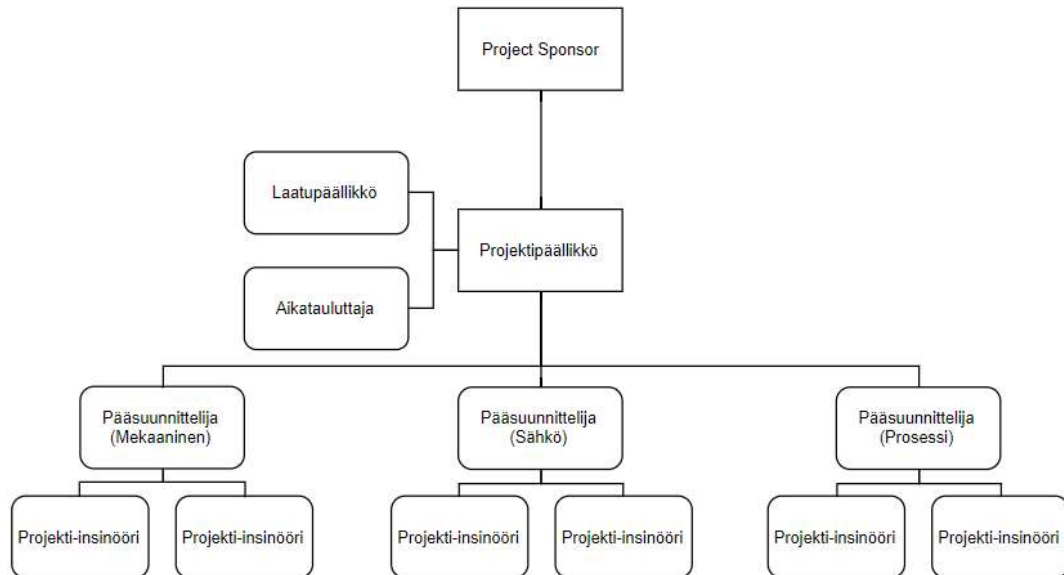 Project Sponsor
Laatupäällikkö
Projektipäällikkö
Aikatauluttaja
Pääsuunnittelija
(Mekaaninen)
Pääsuunnittelija
(Sähkö)
Pääsuunnittelija
(Prosessi)
Projekti-insinööri
Projekti-insinööri
Projekti-insinööri
Projekti-insinööri
Projekti-insinööri
Projekti-insinööri